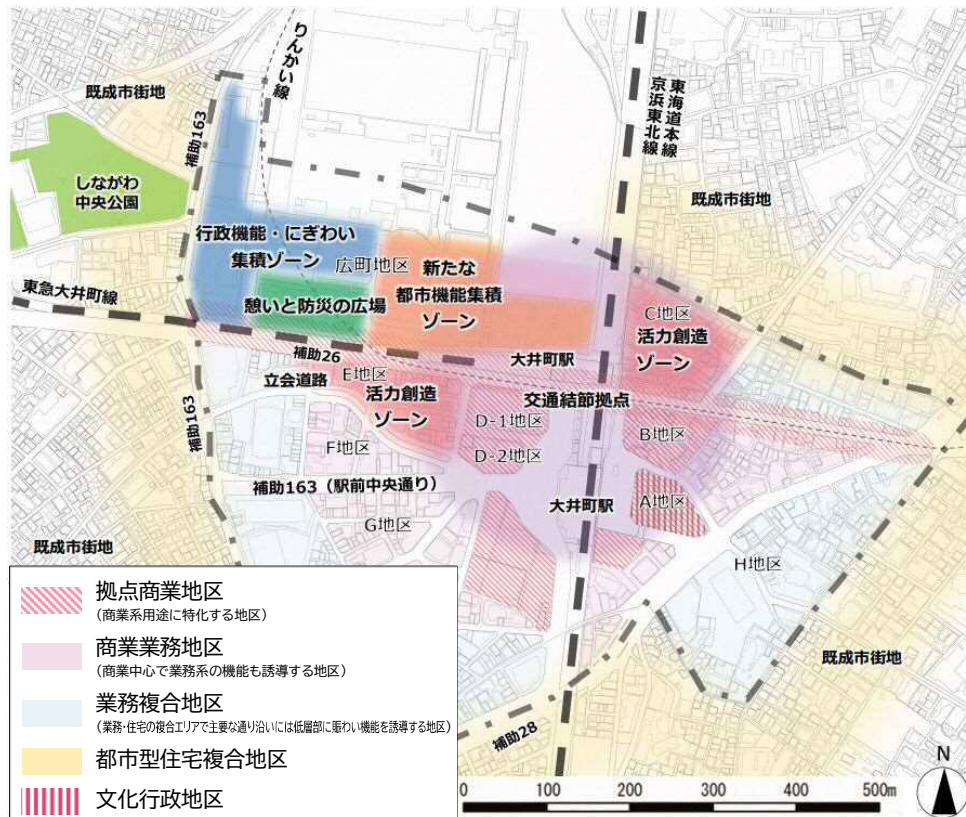 りんかい線
東海道本線
京浜東北線
既成市街地
補助163
しながわ
中央公園
既成市街地
行政機能・にぎわい
集積ゾーン
広町地区
新たな
都市機能集積
ゾーン
憩いと防災の広場
東急大井町線
C地区
活力創造
ゾーン
補助26
大井町駅
立会道路
E地区
活力創造
ゾーン
交通結節拠点
補助163
D-1地区
B地区
F地区
D-2地区
補助163（駅前中央通り）
大井町駅
A地区
G地区
既成市街地
H地区
既成市街地
補助28
拠点商業地区
（商業系用途に特化する地区）
商業業務地区
（商業中心で業務系の機能も誘導する地区）
業務複合地区
（業務・住宅の複合エリアで主要な通り沿いには低層部に賑わい機能を誘導する地区）
都市型住宅複合地区
文化行政地区
0 100 200 300 400 500m
N